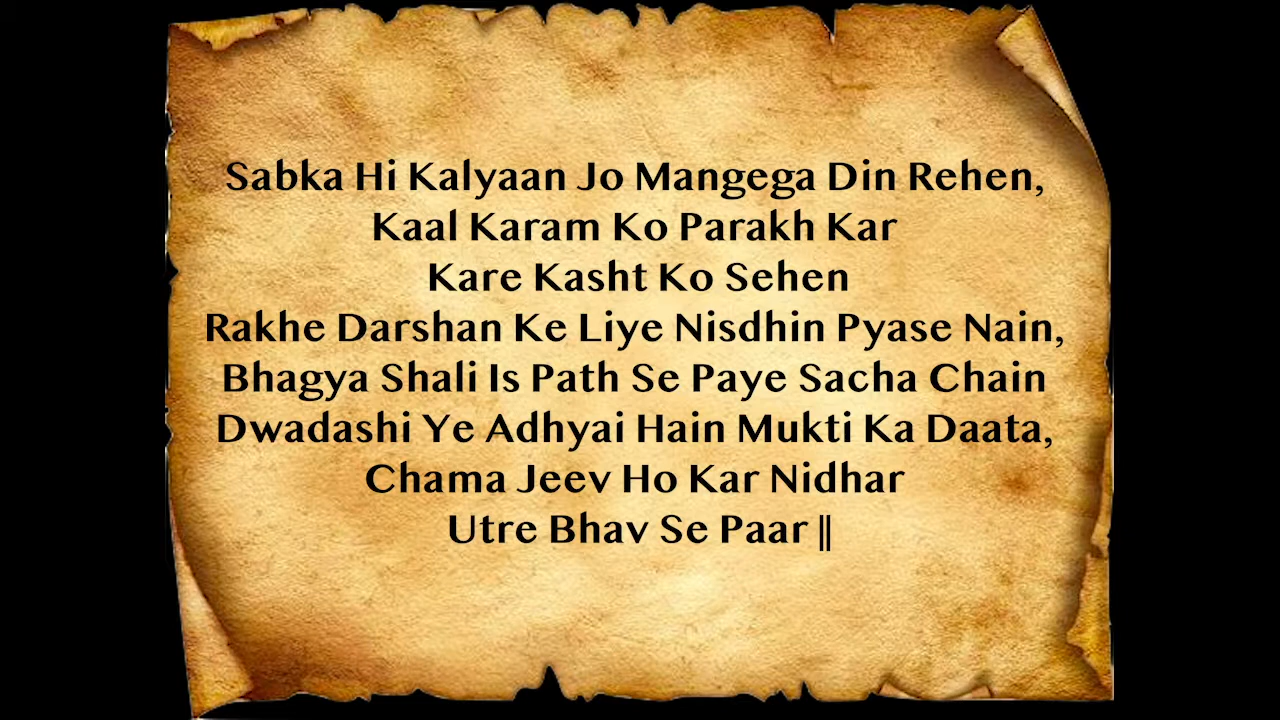 Sabka Hi Kalyaan Jo Mangega Din Rehen,
Kaal Karam Ko Parakh Kar
Kare Kasht Ko Sehen
Rakhe Darshan Ke Liye Nisdhin Pyase Nain,
Bhagya Shali Is Path Se Paye Sacha Chain
Dwadashi Ye Adhyai Hain Mukti Ka Daata,
Chama Jeev Ho Kar Nidhar
Utre Bhav Se Paar ||